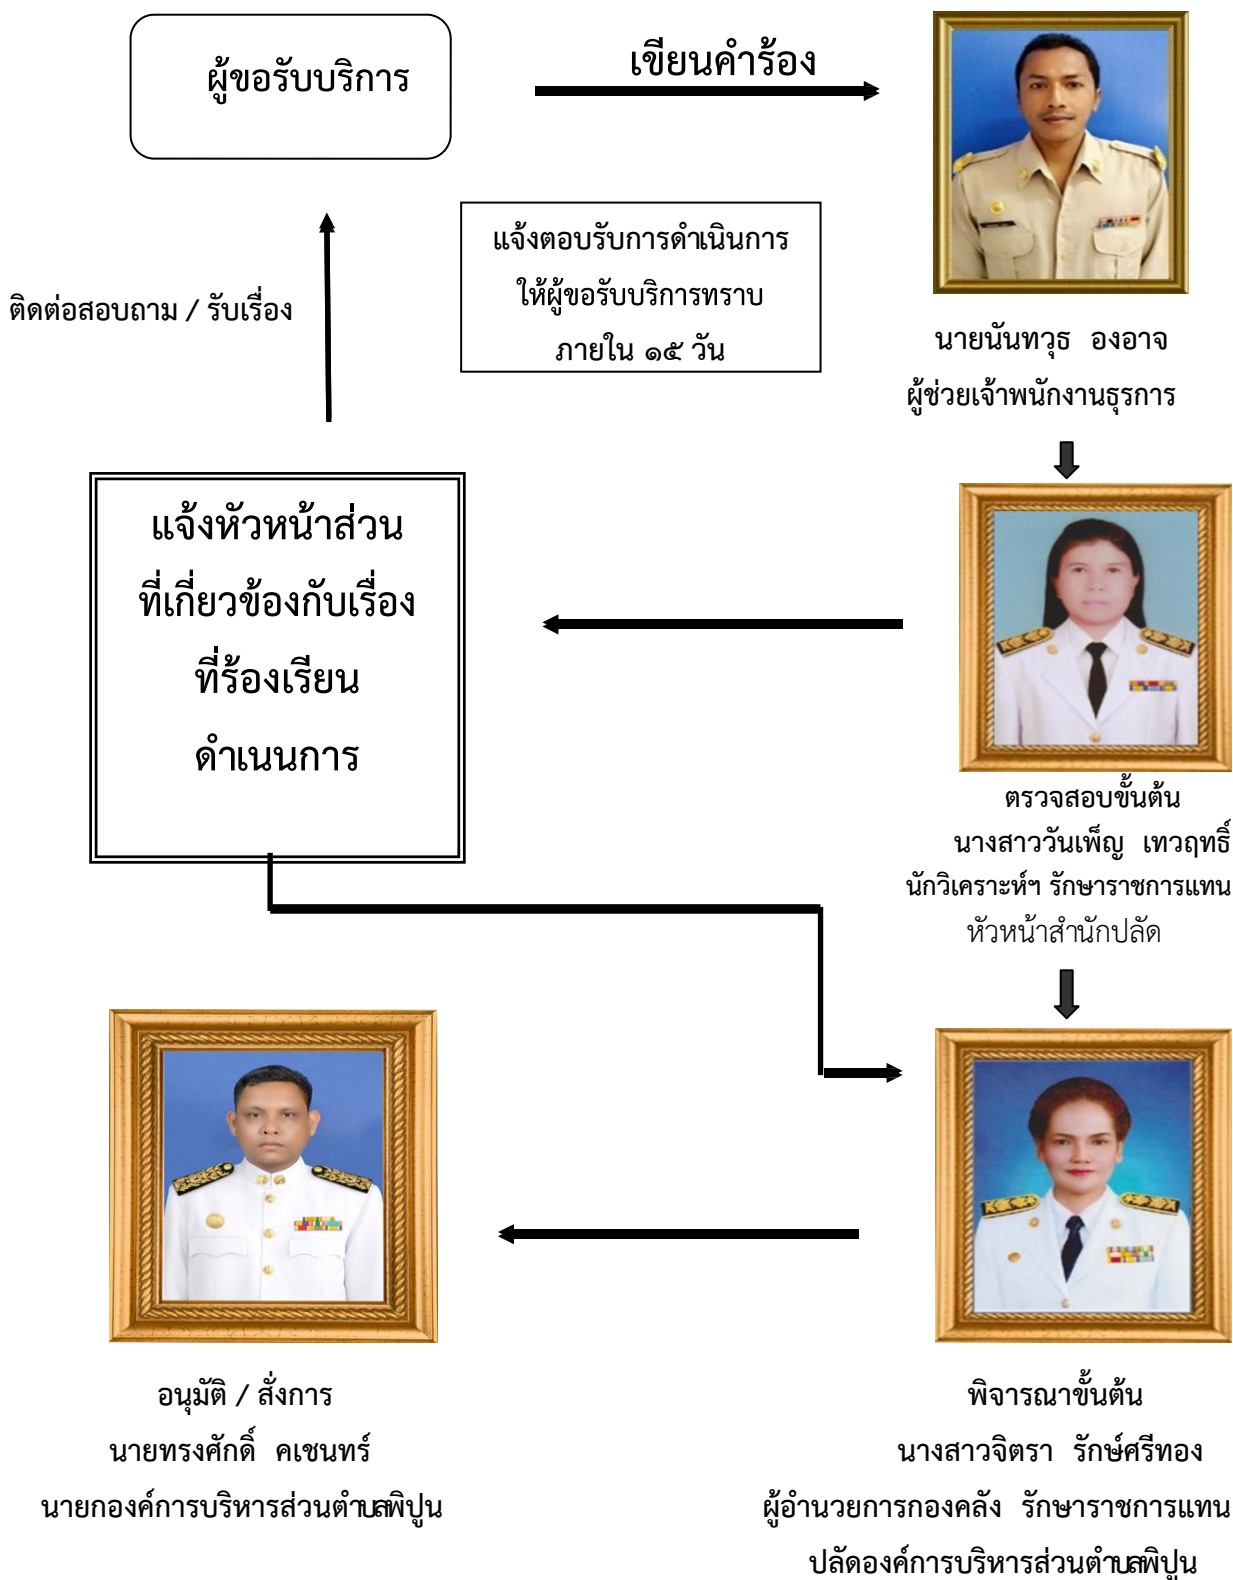 ผู้ขอรับบริการ
เขียนคำร้อง
แจ้งตอบรับการดำเนินการ
ให้ผู้ขอรับบริการทราบ
ภายใน ๑๕ วัน
ติดต่อสอบถาม / รับเรื่อง
นายนันทวุธ องอาจ
ผู้ช่วยเจ้าพนักงานธุรการ
แจ้งหัวหน้าส่วน
ที่เกี่ยวข้องกับเรื่อง
ที่ร้องเรียน
ดำเนนการ
ตรวจสอบขั้นต้น
นางสาววันเพ็ญ เทวฤทธิ์
นักวิเคราะห์ฯ รักษาราชการแทน
หัวหน้าสำนักปลัด
อนุมัติ / สั่งการ
นายทรงศักดิ์ คเชนทร์
นายกองค์การบริหารส่วนตำบลพิปูน
พิจารณาขั้นต้น
นางสาวจิตรา รักษ์ศรีทอง
ผู้อำนวยการกองคลัง รักษาราชการแทน
ปลัดองค์การบริหารส่วนตำบลพิปูน